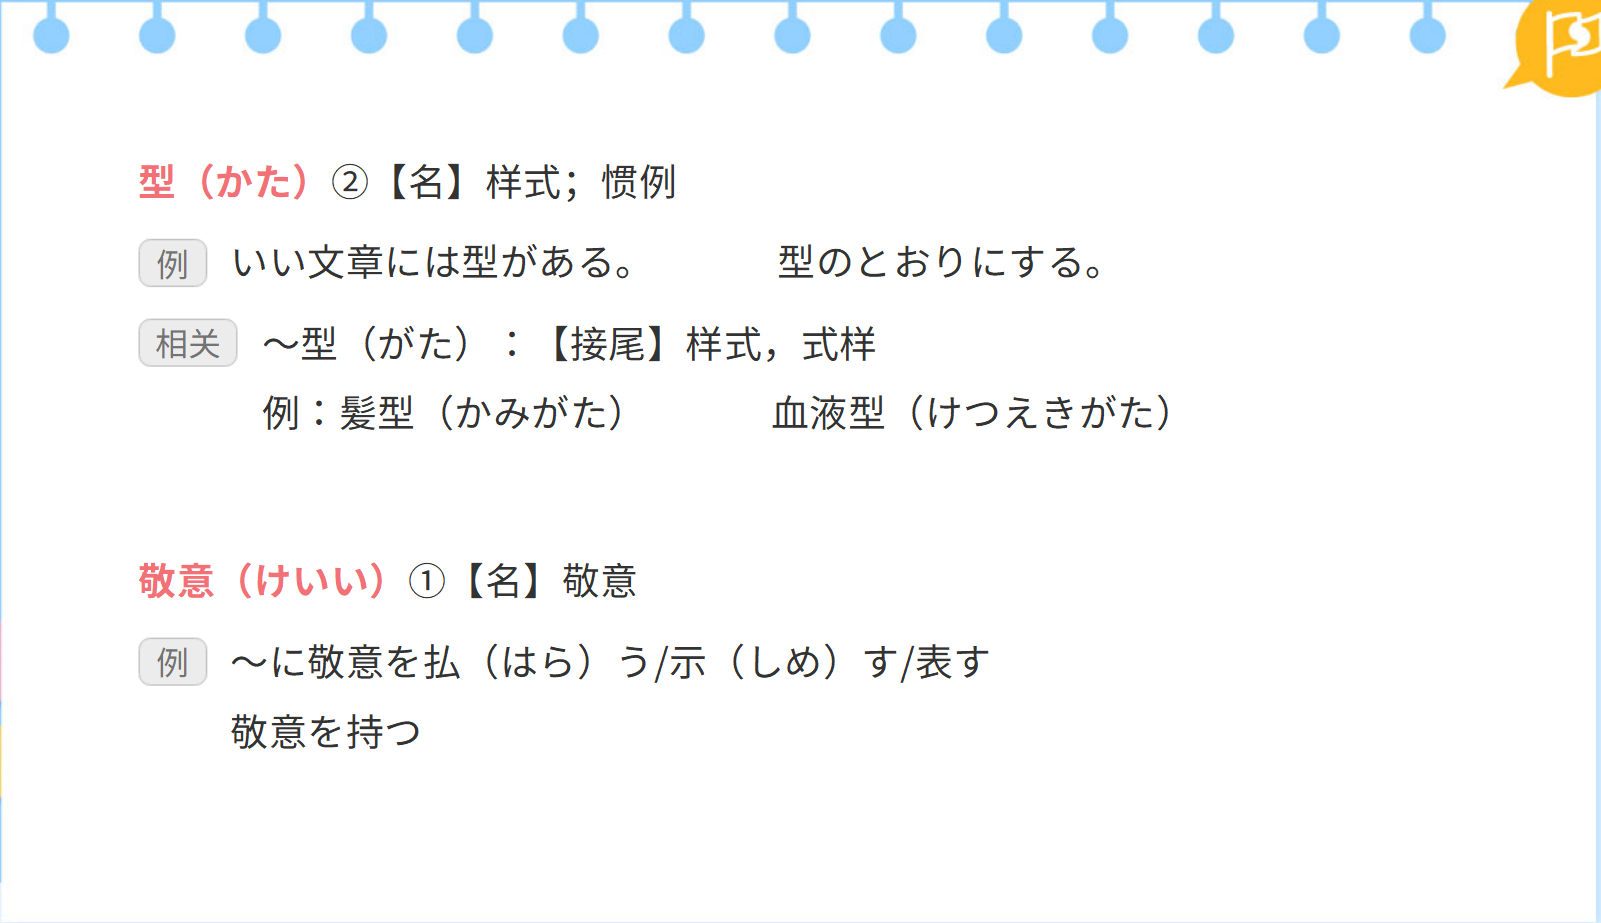 型（かた）②【名】样式；惯例
例 いい文章には型がある。 型のとおりにする。
相关 ～型（がた）：【接尾】样式，式样
例：髪型（かみがた） 血液型（けつえきがた）
敬意（けいい）①【名】敬意
例 ～に敬意を払（はら）う/示（しめ）す/表す
敬意を持つ